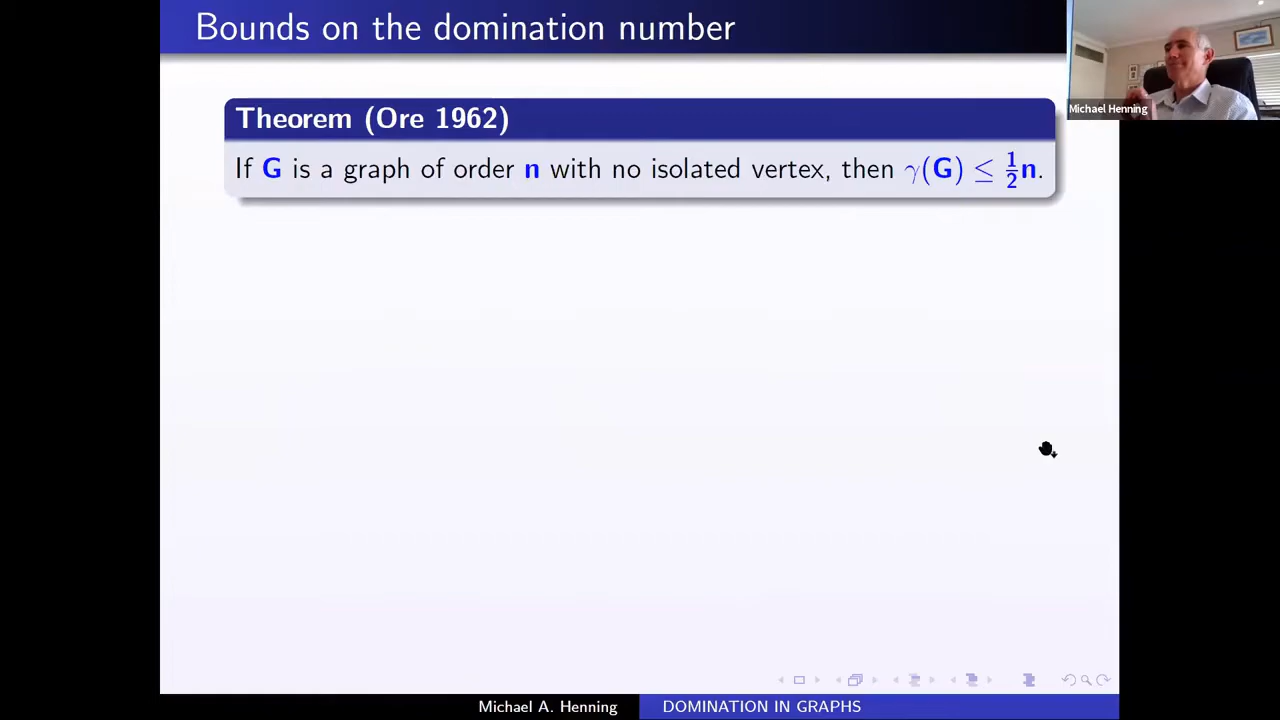 Bounds on the domination number
Michael Henning
Theorem (Ore 1962)
If G is a graph of order n with no isolated vertex, then γ(G) ≤ ½n.
Michael A. Henning
DOMINATION IN GRAPHS